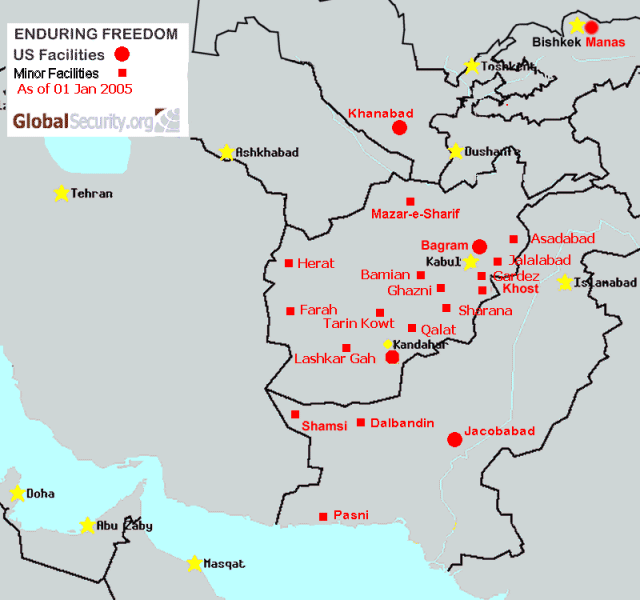 ENDURING FREEDOM
US Facilities
Minor Facilities
As of 01 Jan 2005
GlobalSecurity.org
Bishkek Manas
Toshkent
Khanabad
Ashkhabad
Dushanbe
Tehran
Mazar-e-Sharif
Asadabad
Bagram
Kabul
Jalalabad
Herat
Bamian
Gardez
Ghazni
Khost
Islamabad
Farah
Sharana
Tarin Kowt
Qalat
Kandahar
Lashkar Gah
Shamsi
Dalbandin
Jacobabad
Doha
Pasni
Abu Zaby
Masqat